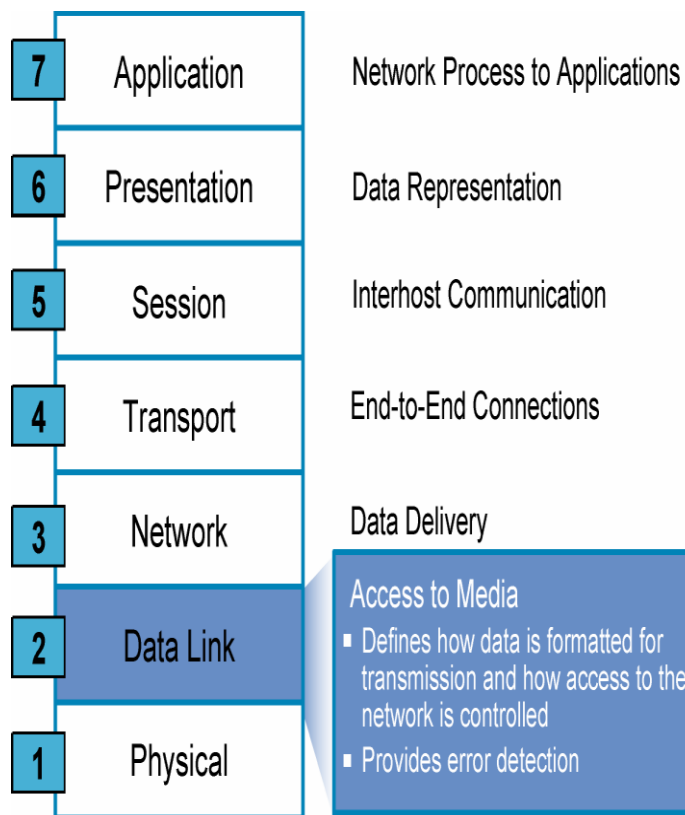 7 Application Network Process to Applications
6 Presentation Data Representation
5 Session Interhost Communication
4 Transport End-to-End Connections
3 Network Data Delivery
2 Data Link
Access to Media
▪ Defines how data is formatted for
transmission and how access to the
network is controlled
▪ Provides error detection
1 Physical